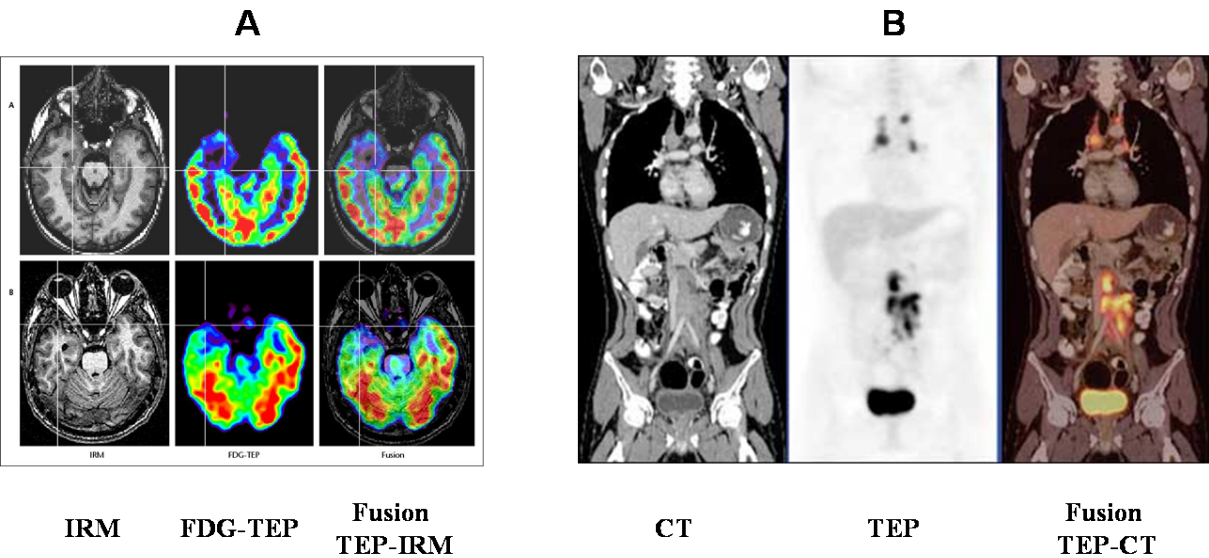 A
B
A
B
IRM
FDG-TEP
Fusion
IRM
FDG-TEP
Fusion
TEP-IRM
CT
TEP
Fusion
TEP-CT